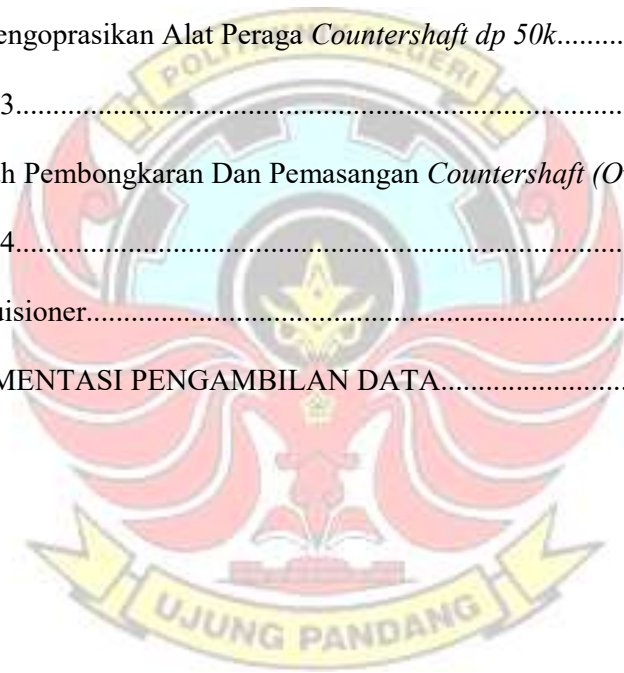 engoprasikan Alat Peraga Countershaft dp 50k.........
3.......................................................................
h Pembongkaran Dan Pemasangan Countershaft (O
4.......................................................................
uisioner..............................................................
MENTASI PENGAMBILAN DATA..........................
UJUNG PANDANG